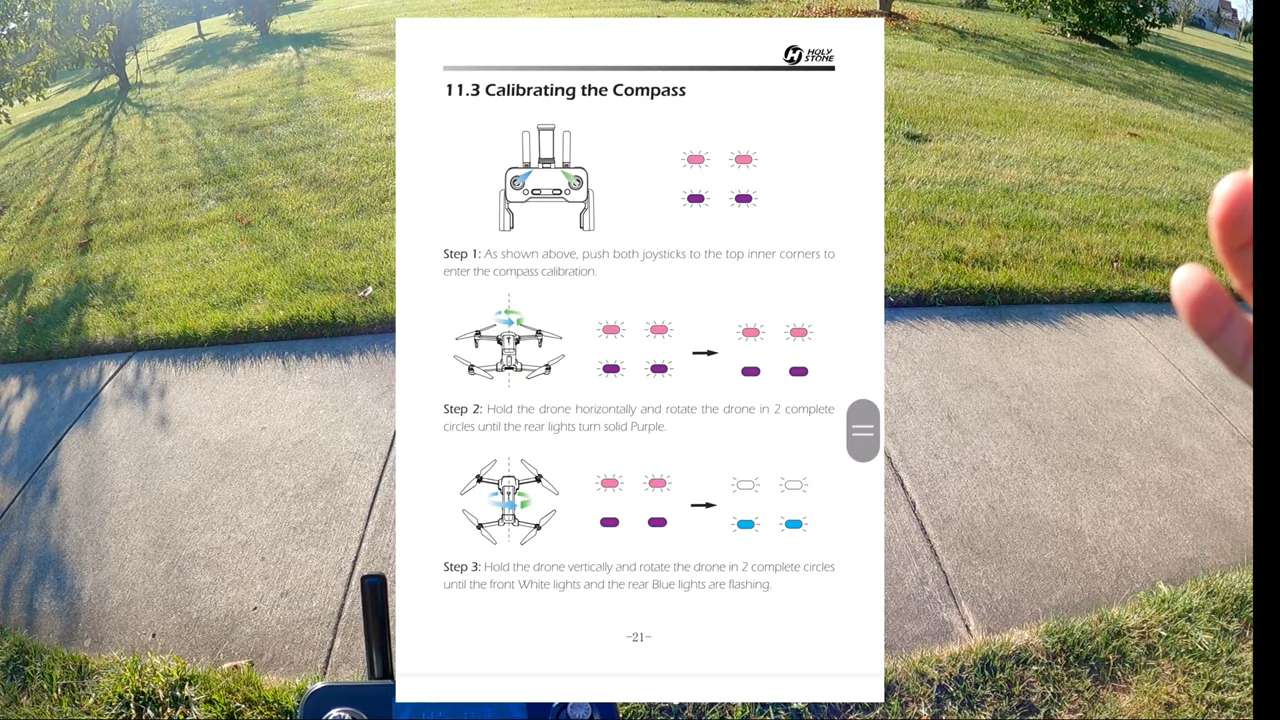 HOLY
STONE
11.3 Calibrating the Compass
Step 1: As shown above, push both joysticks to the top inner corners to
enter the compass calibration.
Step 2: Hold the drone horizontally and rotate the drone in 2 complete
circles until the rear lights turn solid Purple.
Step 3: Hold the drone vertically and rotate the drone in 2 complete circles
until the front White lights and the rear Blue lights are flashing.
-21-